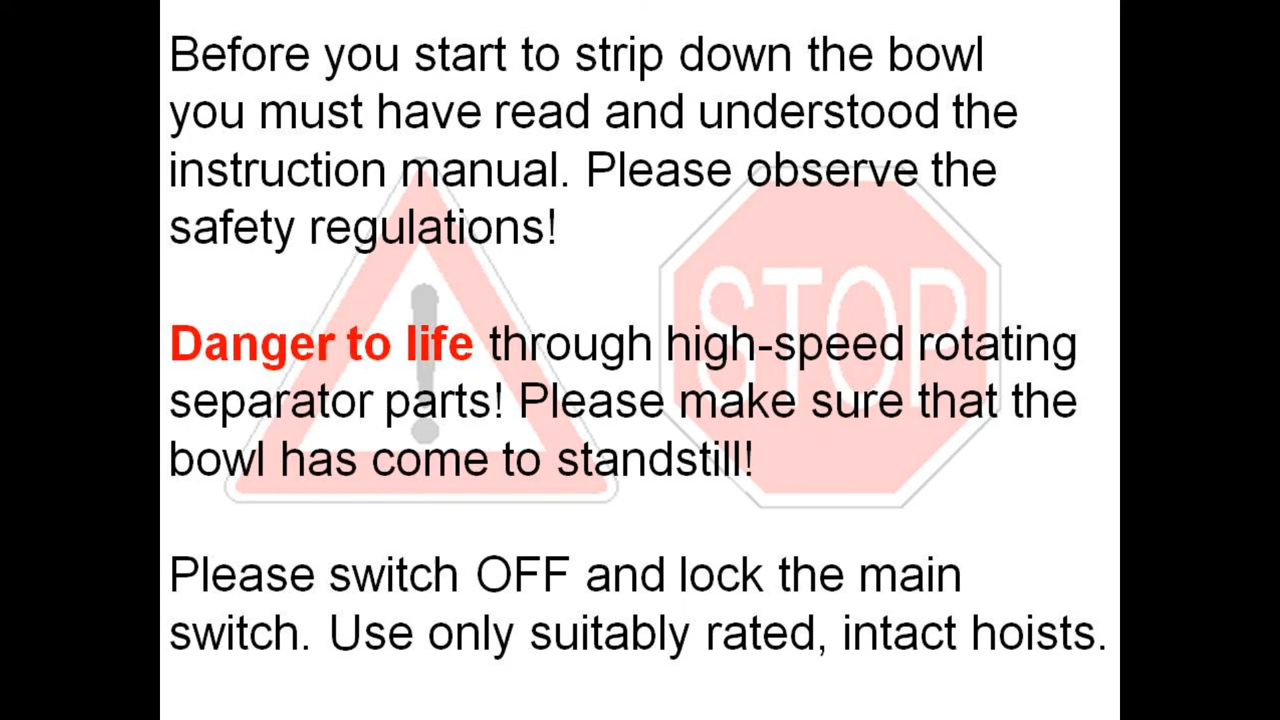 Before you start to strip down the bowl
you must have read and understood the
instruction manual. Please observe the
safety regulations!
Danger to life through high-speed rotating
separator parts! Please make sure that the
bowl has come to standstill!
Please switch OFF and lock the main
switch. Use only suitably rated, intact hoists.
STOP